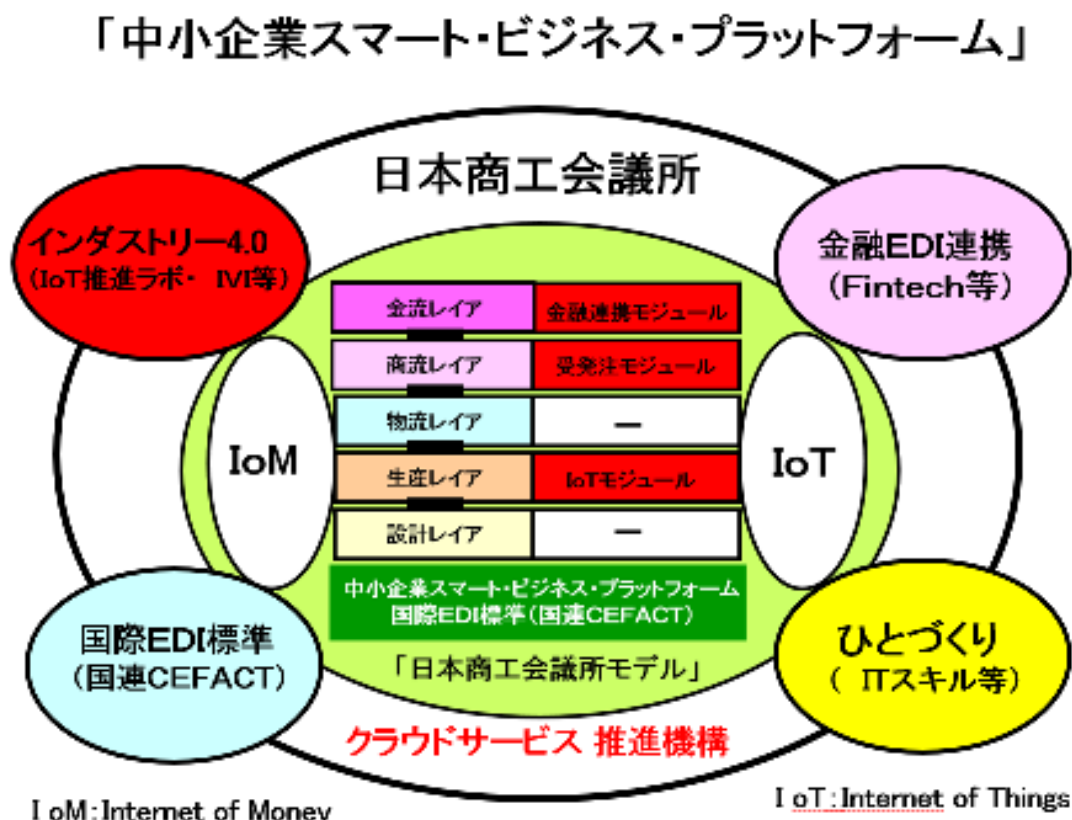 「中小企業スマート・ビジネス・プラットフォーム」
日本商工会議所
インダストリー4.0
(IoT推進ラボ・ IVI等)
金融EDI連携
(Fintech等)
金流レイア 金融連携モジュール
商流レイア 受発注モジュール
物流レイア ー
生産レイア IoTモジュール
設計レイア ー
IoM
IoT
中小企業スマート・ビジネス・プラットフォーム
国際EDI標準(国連CEFACT)
「日本商工会議所モデル」
国際EDI標準
(国連CEFACT)
ひとづくり
( ITスキル等)
クラウドサービス 推進機構
I oM:Internet of Money
I oT:Internet of Things